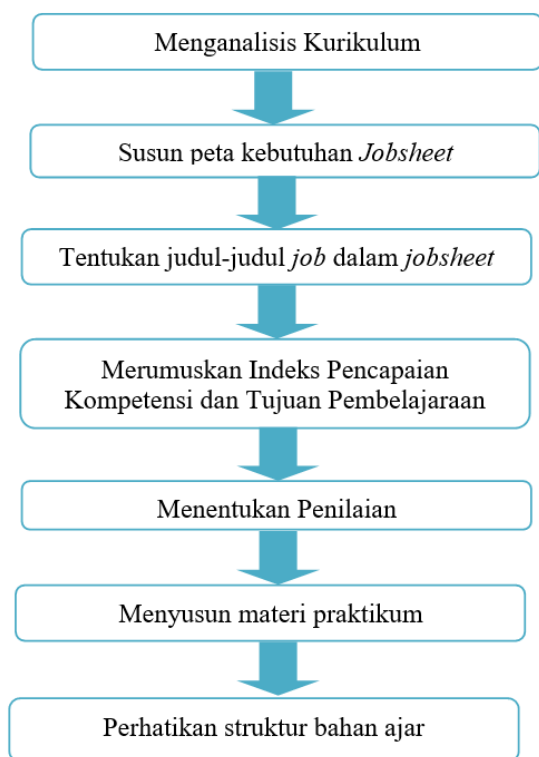 Menganalisis Kurikulum
Susun peta kebutuhan Jobsheet
Tentukan judul-judul job dalam jobsheet
Merumuskan Indeks Pencapaian
Kompetensi dan Tujuan Pembelajaraan
Menentukan Penilaian
Menyusun materi praktikum
Perhatikan struktur bahan ajar